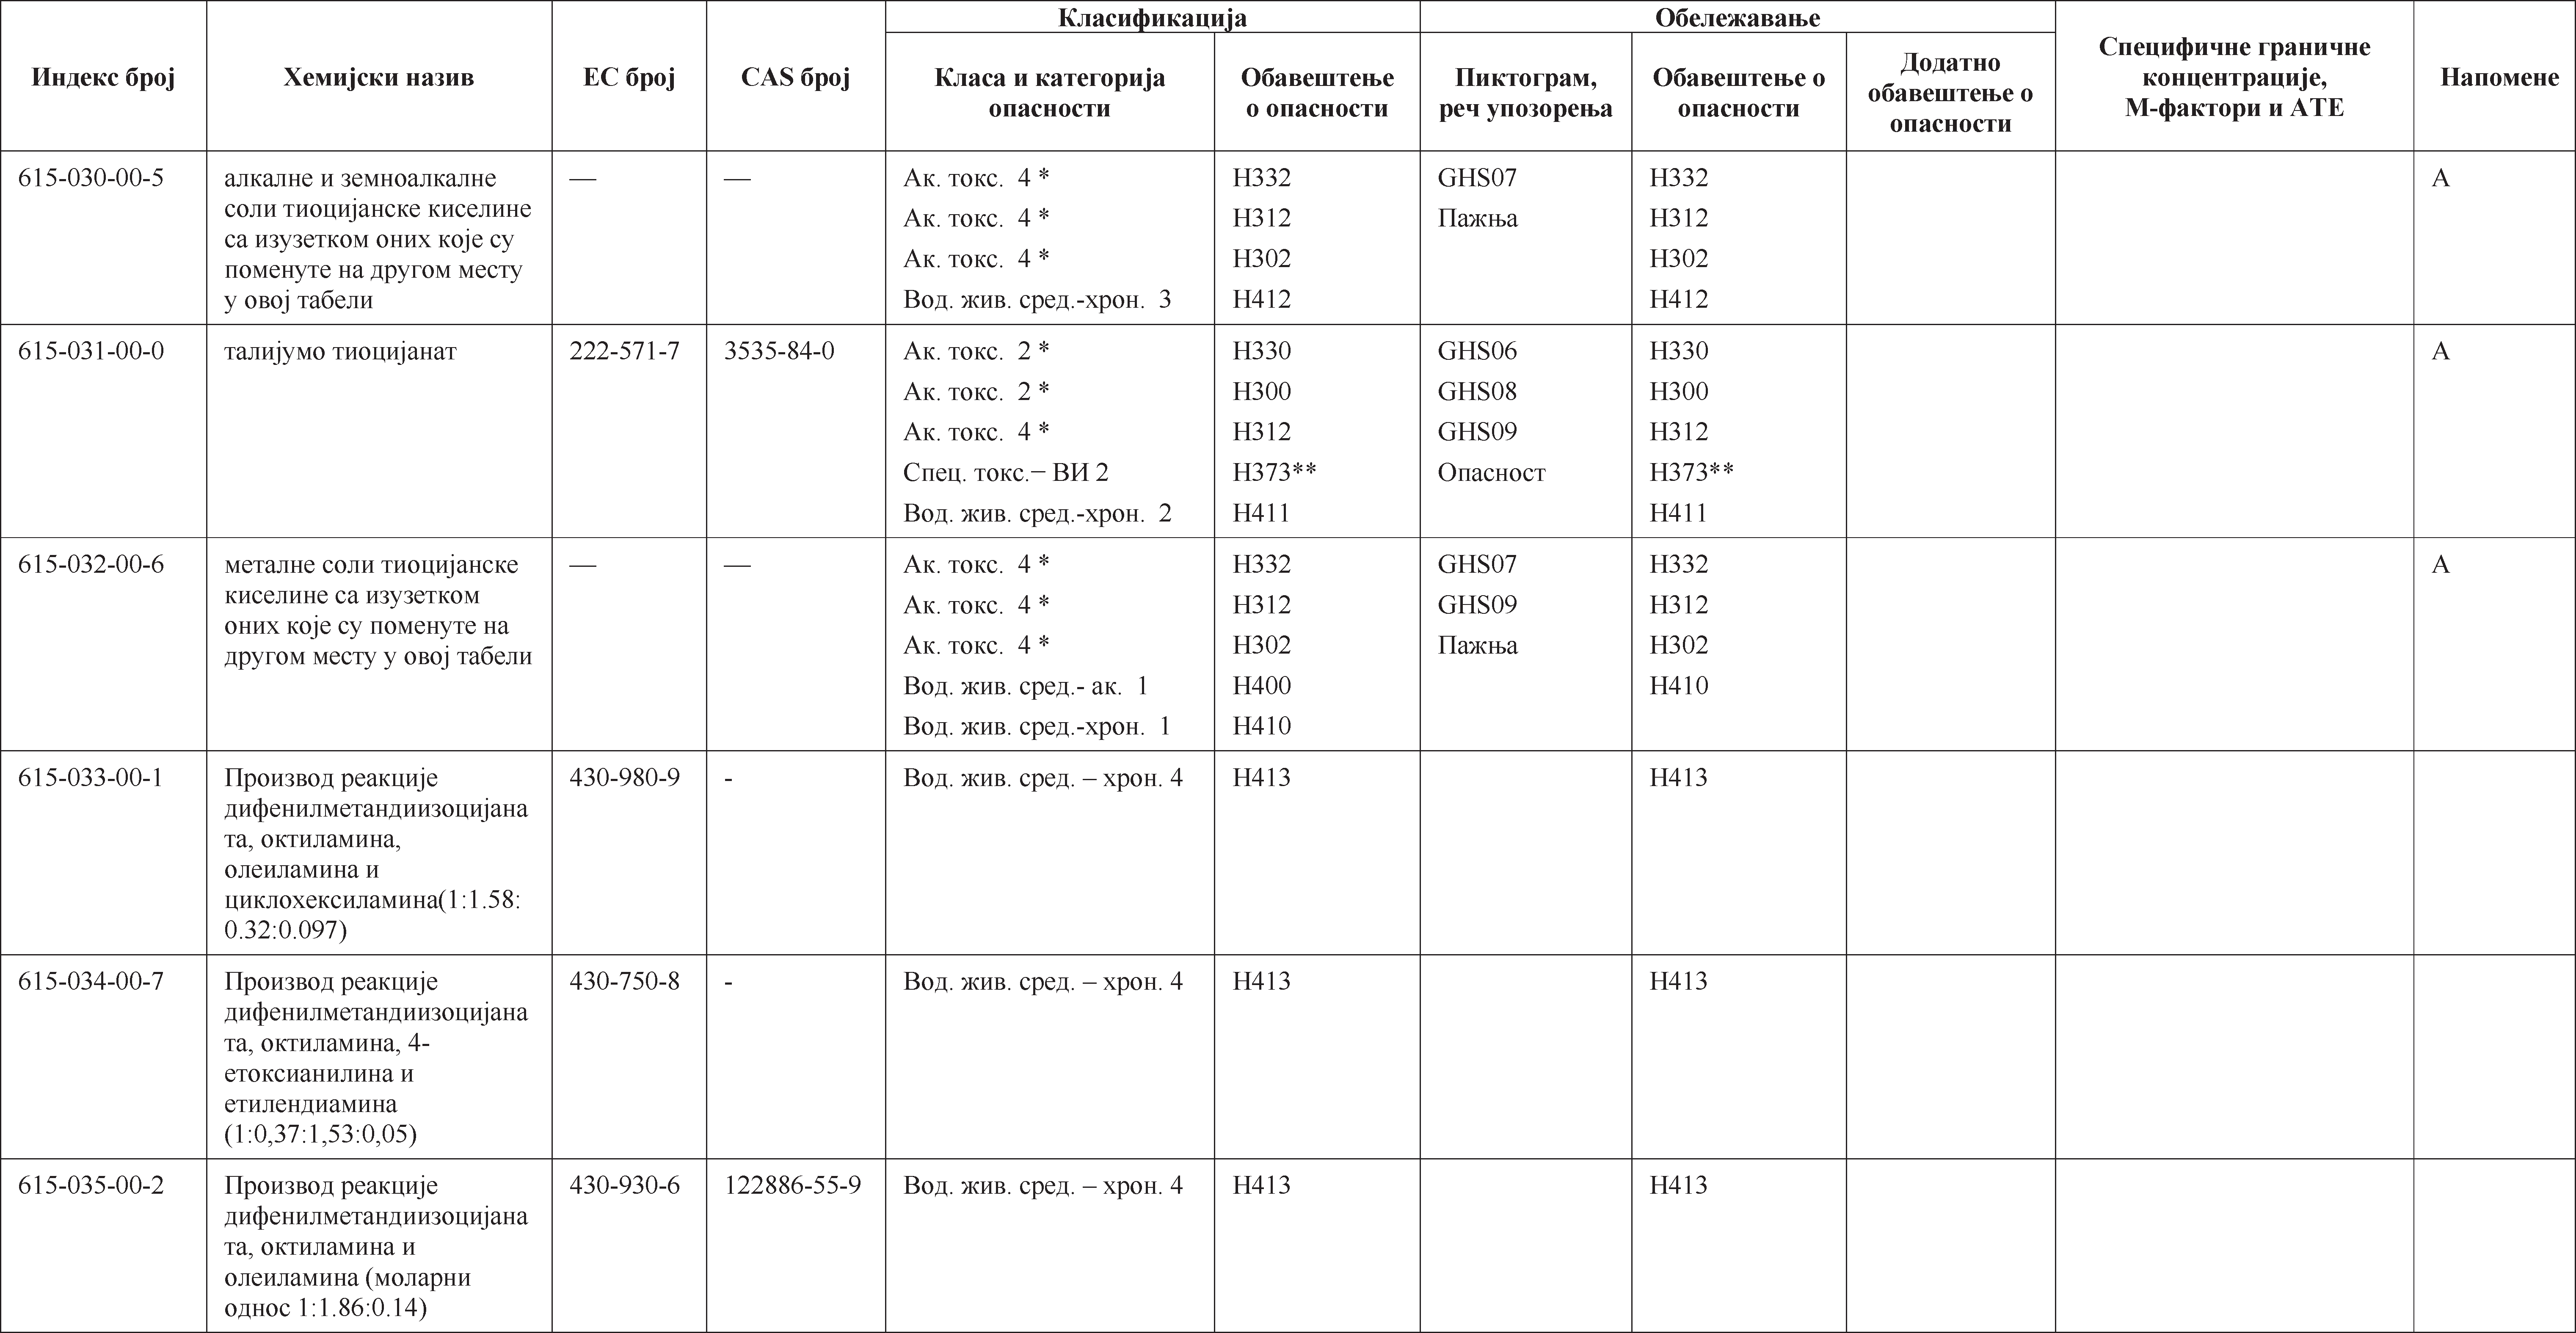 Индекс број
Хемијски назив
ЕС број
CAS број
Класификација
Обележавање
Специфичне граничне
концентрације,
М-фактори и АТЕ
Напомене
Класа и категорија
опасности
Обавештење
о опасности
Пиктограм,
реч упозорења
Обавештење о
опасности
Додатно
обавештење о
опасности
615-030-00-5
алкалне и земноалкалне
соли тиоцијанске киселине
са изузетком оних које су
поменуте на другом месту
у овој табели
—
—
Ак. токс.  4 *
Ак. токс.  4 *
Ак. токс.  4 *
Вод. жив. сред.-хрон.  3
H332
H312
H302
H412
GHS07
Пажња
H332
H312
H302
H412
А
615-031-00-0
талијумо тиоцијанат
222-571-7
3535-84-0
Ак. токс.  2 *
Ак. токс.  2 *
Ак. токс.  4 *
Спец. токс.− ВИ 2
Вод. жив. сред.-хрон.  2
H330
H300
H312
H373**
H411
GHS06
GHS08
GHS09
Опасност
H330
H300
H312
H373**
H411
А
615-032-00-6
металне соли тиоцијанске
киселине са изузетком
оних које су поменуте на
другом месту у овој табели
—
—
Ак. токс.  4 *
Ак. токс.  4 *
Ак. токс.  4 *
Вод. жив. сред.- ак.  1
Вод. жив. сред.-хрон.  1
H332
H312
H302
H400
H410
GHS07
GHS09
Пажња
H332
H312
H302
H410
А
615-033-00-1
Производ реакције
дифенилметандиизоцијана
та, октиламина,
олеиламина и
циклохексиламина(1:1.58:
0.32:0.097)
430-980-9
-
Вод. жив. сред. – хрон. 4
H413
H413
615-034-00-7
Производ реакције
дифенилметандиизоцијана
та, октиламина, 4-
етоксианилина и
етилендиамина
(1:0,37:1,53:0,05)
430-750-8
-
Вод. жив. сред. – хрон. 4
H413
H413
615-035-00-2
Производ реакције
дифенилметандиизоцијана
та, октиламина и
олеиламина (моларни
однос 1:1.86:0.14)
430-930-6
122886-55-9
Вод. жив. сред. – хрон. 4
H413
H413